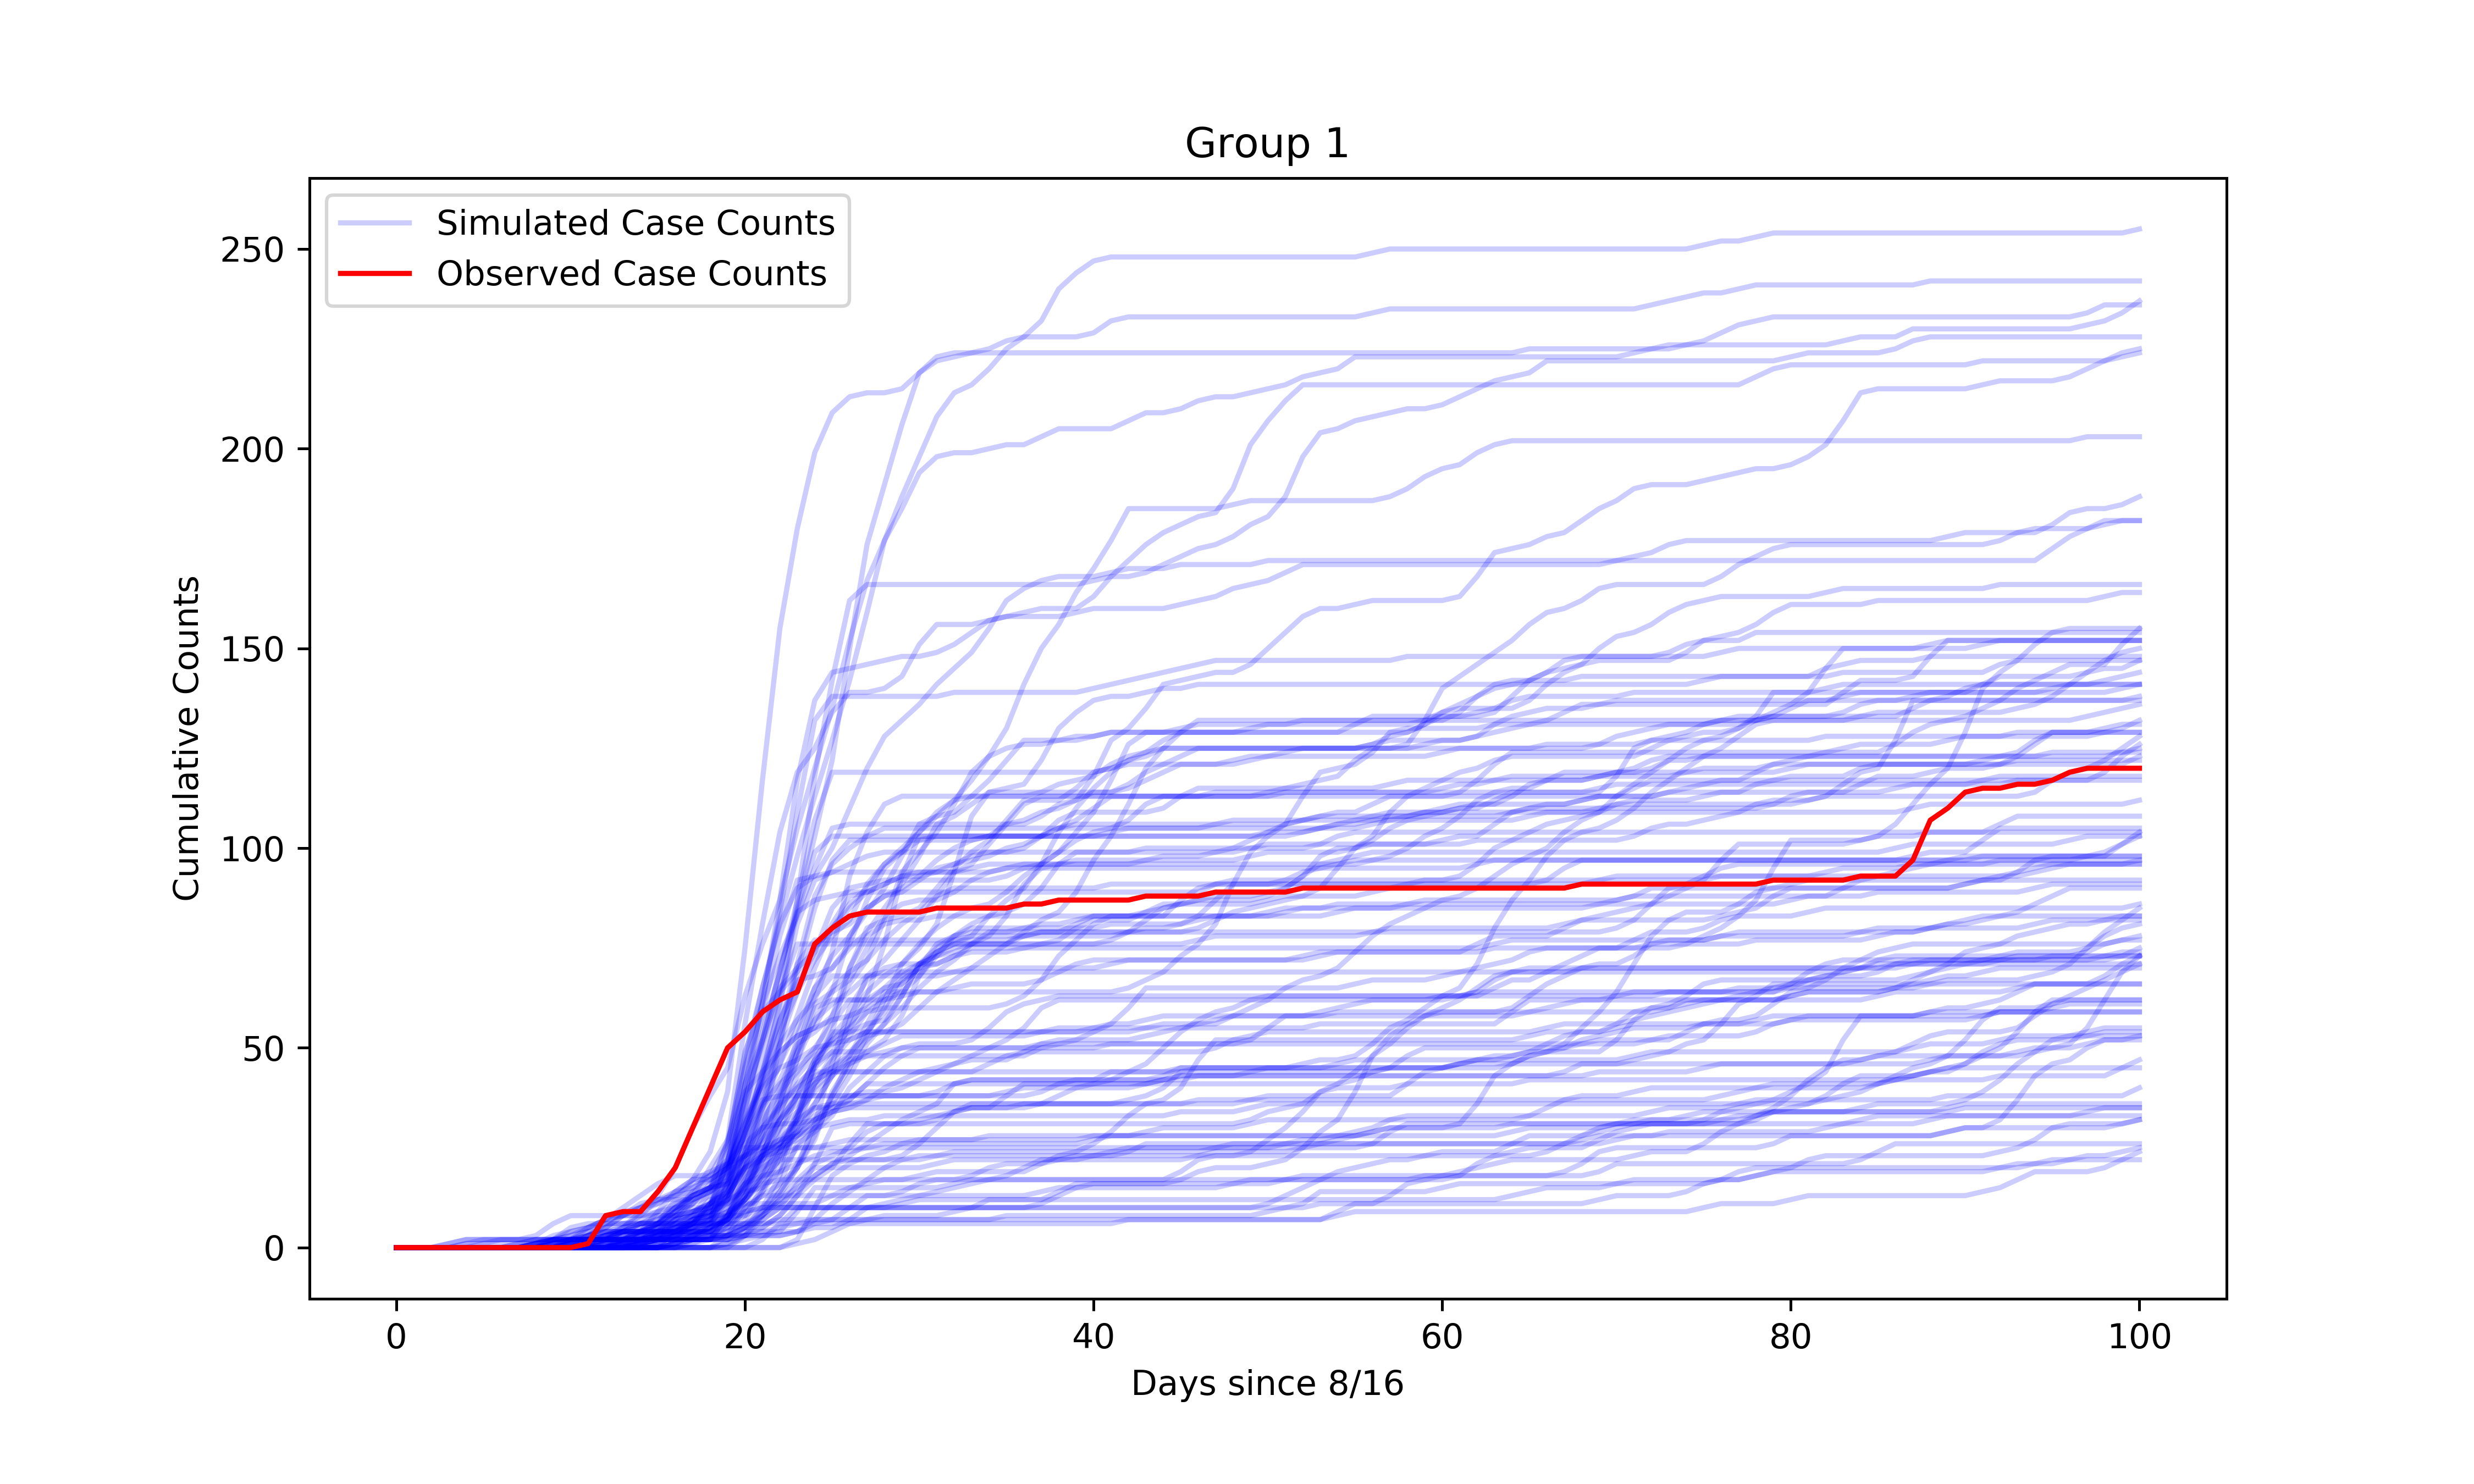 Group 1
Simulated Case Counts
Observed Case Counts
250
200
150
100
50
0
Cumulative Counts
0 20 40 60 80 100
Days since 8/16